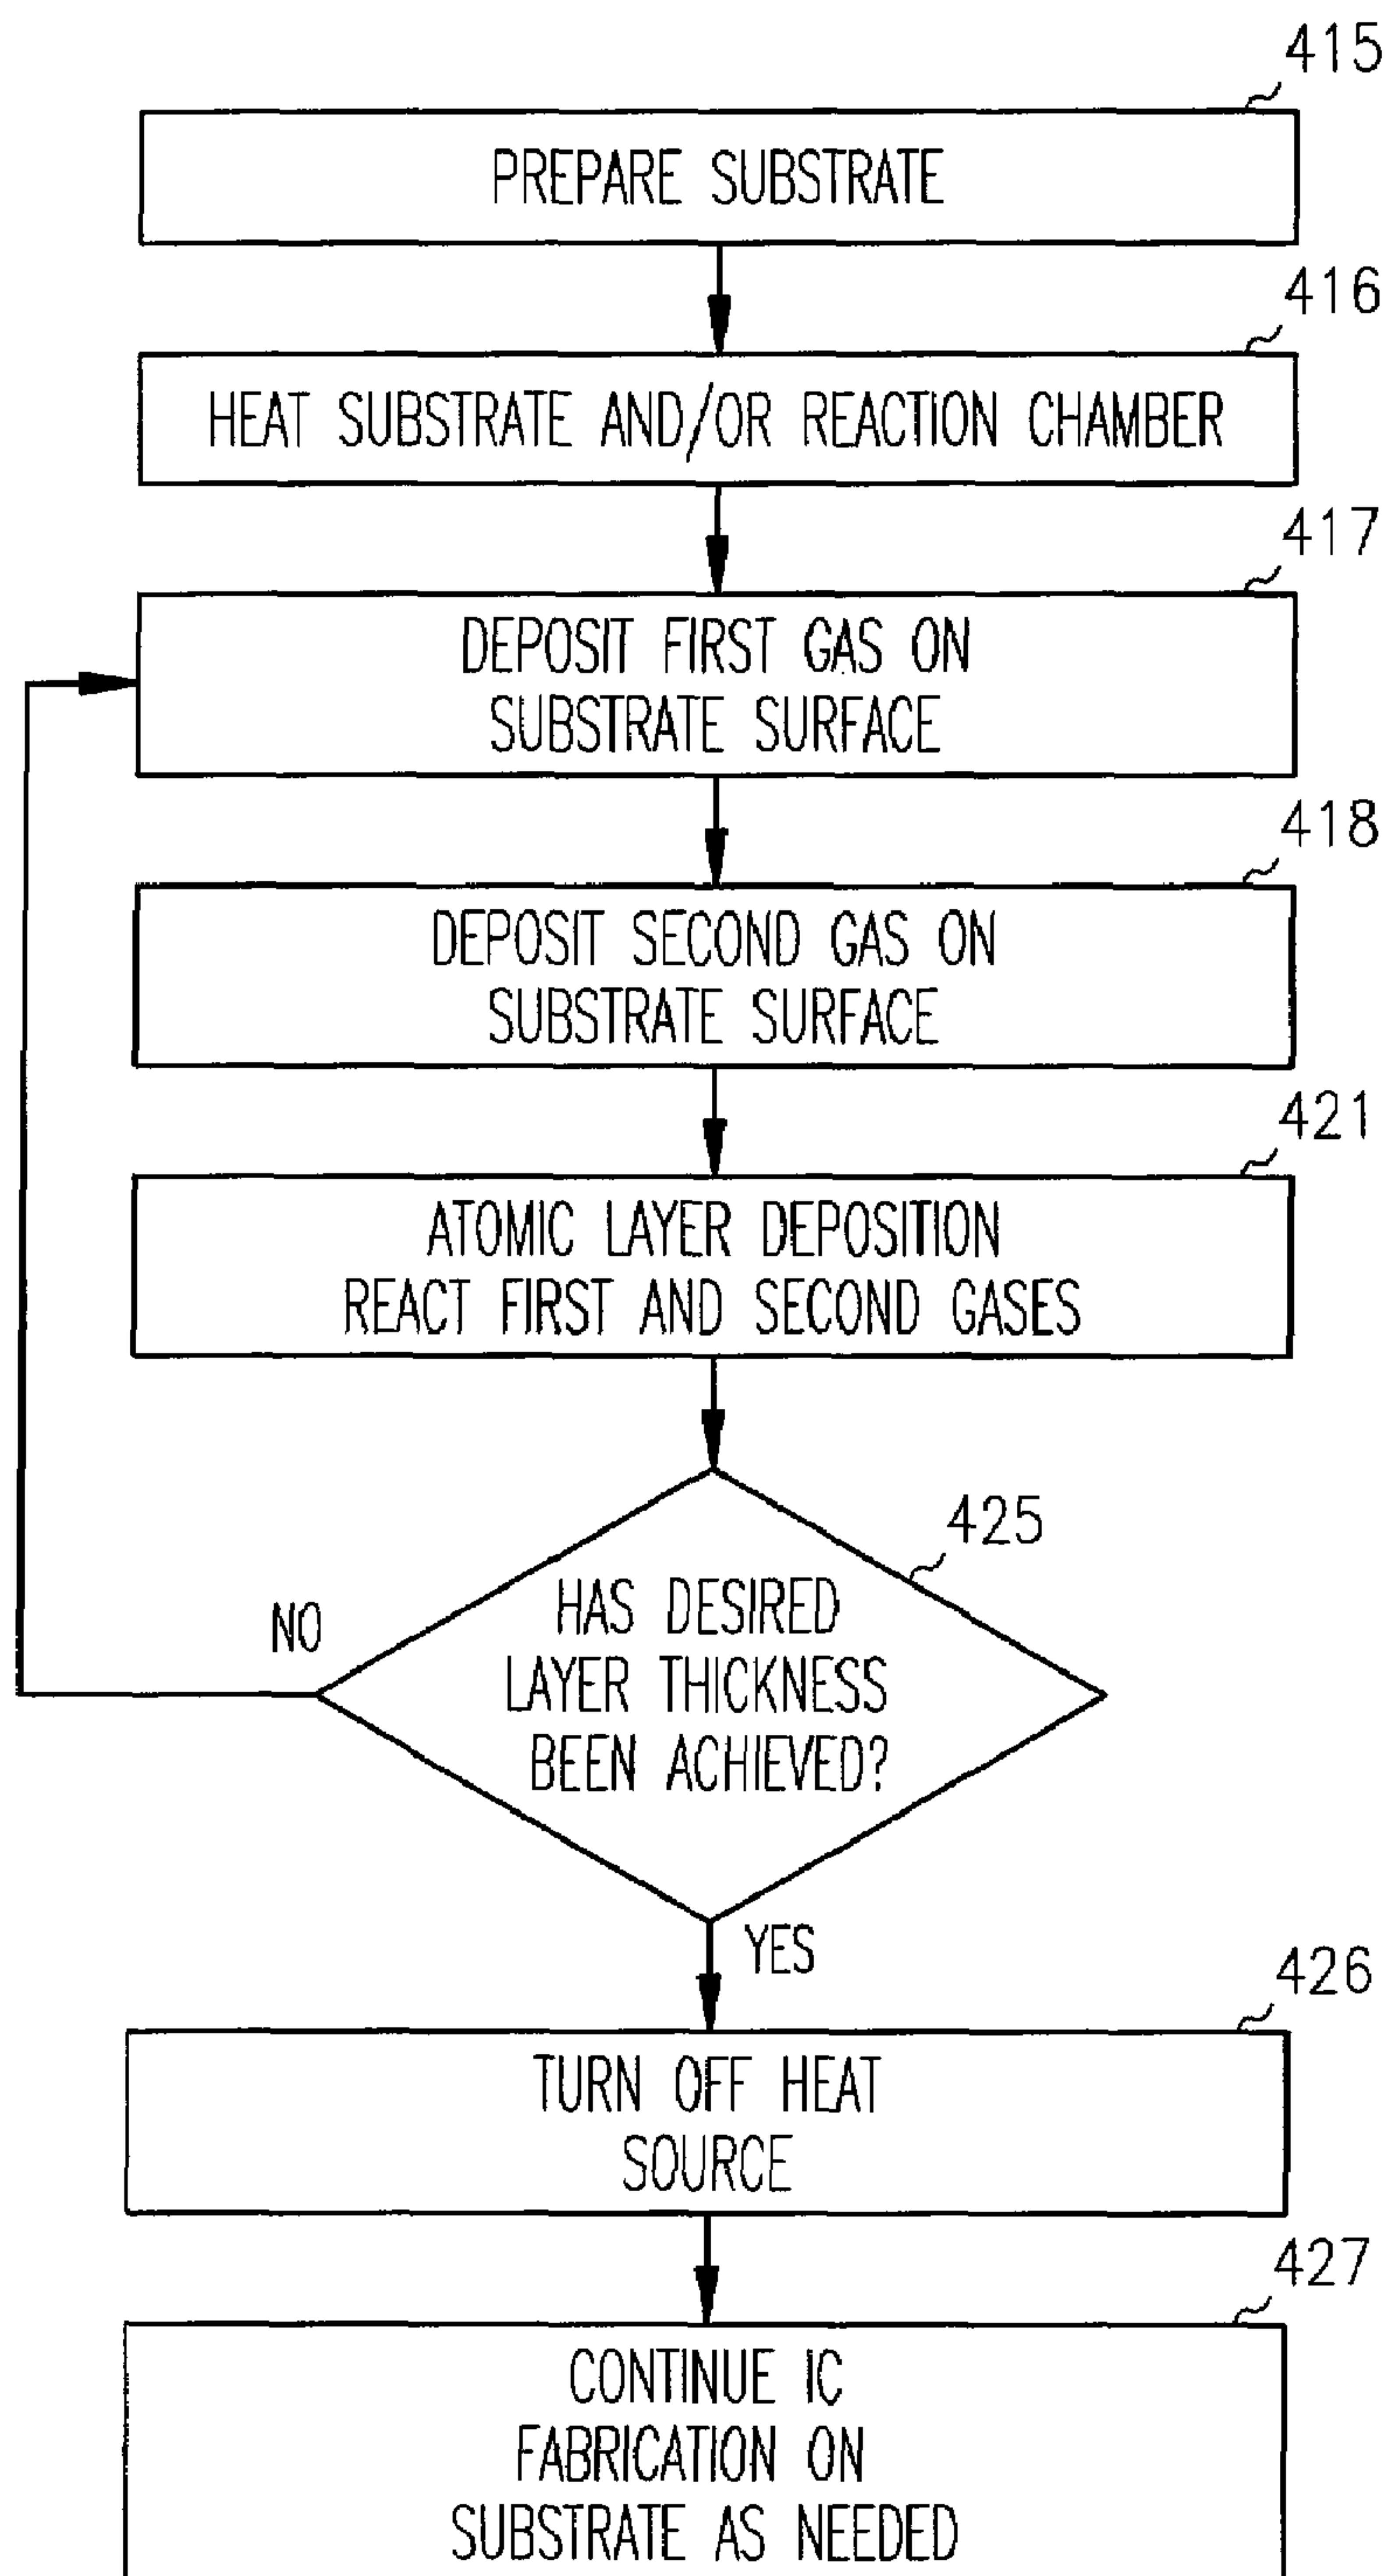 415
PREPARE SUBSTRATE
416
HEAT SUBSTRATE AND/OR REACTION CHAMBER
417
DEPOSIT FIRST GAS ON
SUBSTRATE SURFACE
418
DEPOSIT SECOND GAS ON
SUBSTRATE SURFACE
421
ATOMIC LAYER DEPOSITION
REACT FIRST AND SECOND GASES
425
HAS DESIRED
LAYER THICKNESS
BEEN ACHIEVED?
NO
YES
426
TURN OFF HEAT
SOURCE
427
CONTINUE IC
FABRICATION ON
SUBSTRATE AS NEEDED